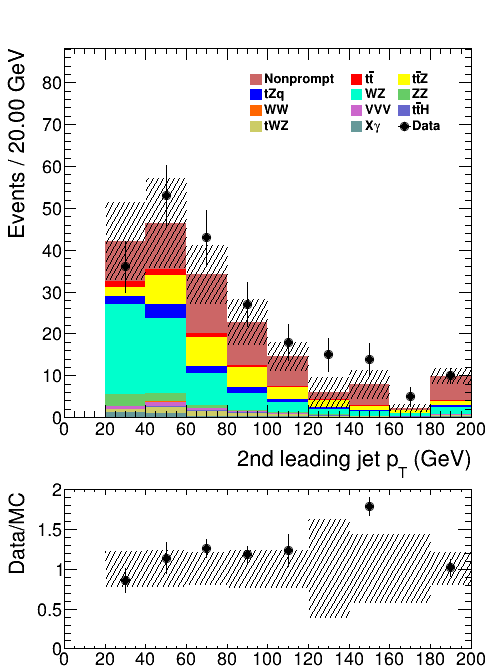 Events / 20.00 GeV
80
70
60
50
40
30
20
10
0
Nonprompt tt̄ tt̄Z
tZq WZ ZZ
WW VVV tt̄H
tWZ Xγ Data
0 20 40 60 80 100 120 140 160 180 200
2nd leading jet p_T (GeV)
Data/MC
2
1.5
1
0.5
0
0 20 40 60 80 100 120 140 160 180 200